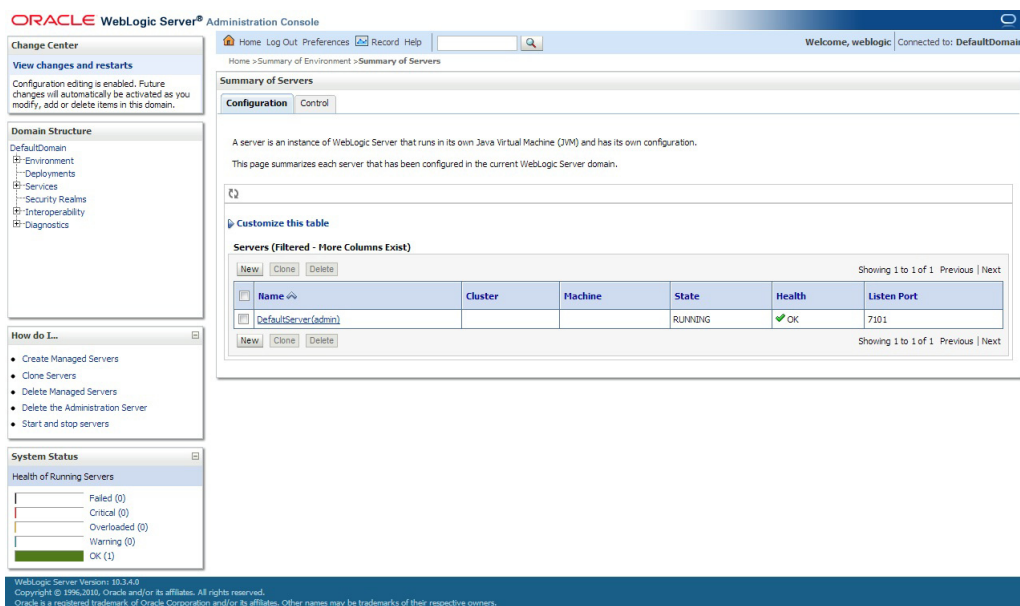 ORACLE WebLogic Server® Administration Console
Change Center
View changes and restarts
Configuration editing is enabled. Future
changes will automatically be activated as you
modify, add or delete items in this domain.
Domain Structure
DefaultDomain
Environment
Deployments
Services
Security Realms
Interoperability
Diagnostics
How do I...
Create Managed Servers
Clone Servers
Delete Managed Servers
Delete the Administration Server
Start and stop servers
System Status
Health of Running Servers
Failed (0)
Critical (0)
Overloaded (0)
Warning (0)
OK (1)
Home Log Out Preferences Record Help
Welcome, weblogic Connected to: DefaultDomain
Home >Summary of Environment >Summary of Servers
Summary of Servers
Configuration Control
A server is an instance of WebLogic Server that runs in its own Java Virtual Machine (JVM) and has its own configuration.
This page summarizes each server that has been configured in the current WebLogic Server domain.
Customize this table
Servers (Filtered - More Columns Exist)
New Clone Delete Showing 1 to 1 of 1 Previous | Next
Name Cluster Machine State Health Listen Port
DefaultServer(admin) RUNNING OK 7101
New Clone Delete Showing 1 to 1 of 1 Previous | Next
WebLogic Server Version: 10.3.4.0
Copyright © 1996,2010, Oracle and/or its affiliates. All rights reserved.
Oracle is a registered trademark of Oracle Corporation and/or its affiliates. Other names may be trademarks of their respective owners.